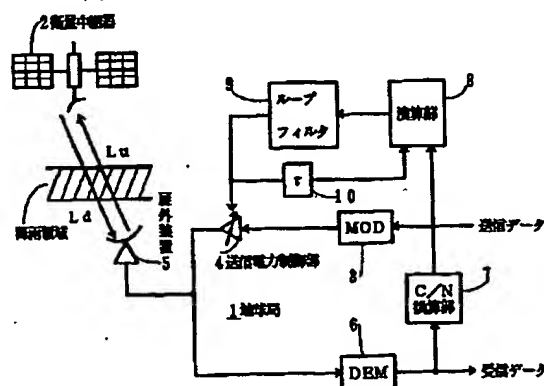 2 衛星中継器
9
ループ
フィルタ
演算部
8
Lu
τ
10
降雨領域
Ld
屋外装置
5
4 送信電力制御部
MOD
3
送信データ
1 地球局
C/N
演算部
7
6
DEM
受信データ